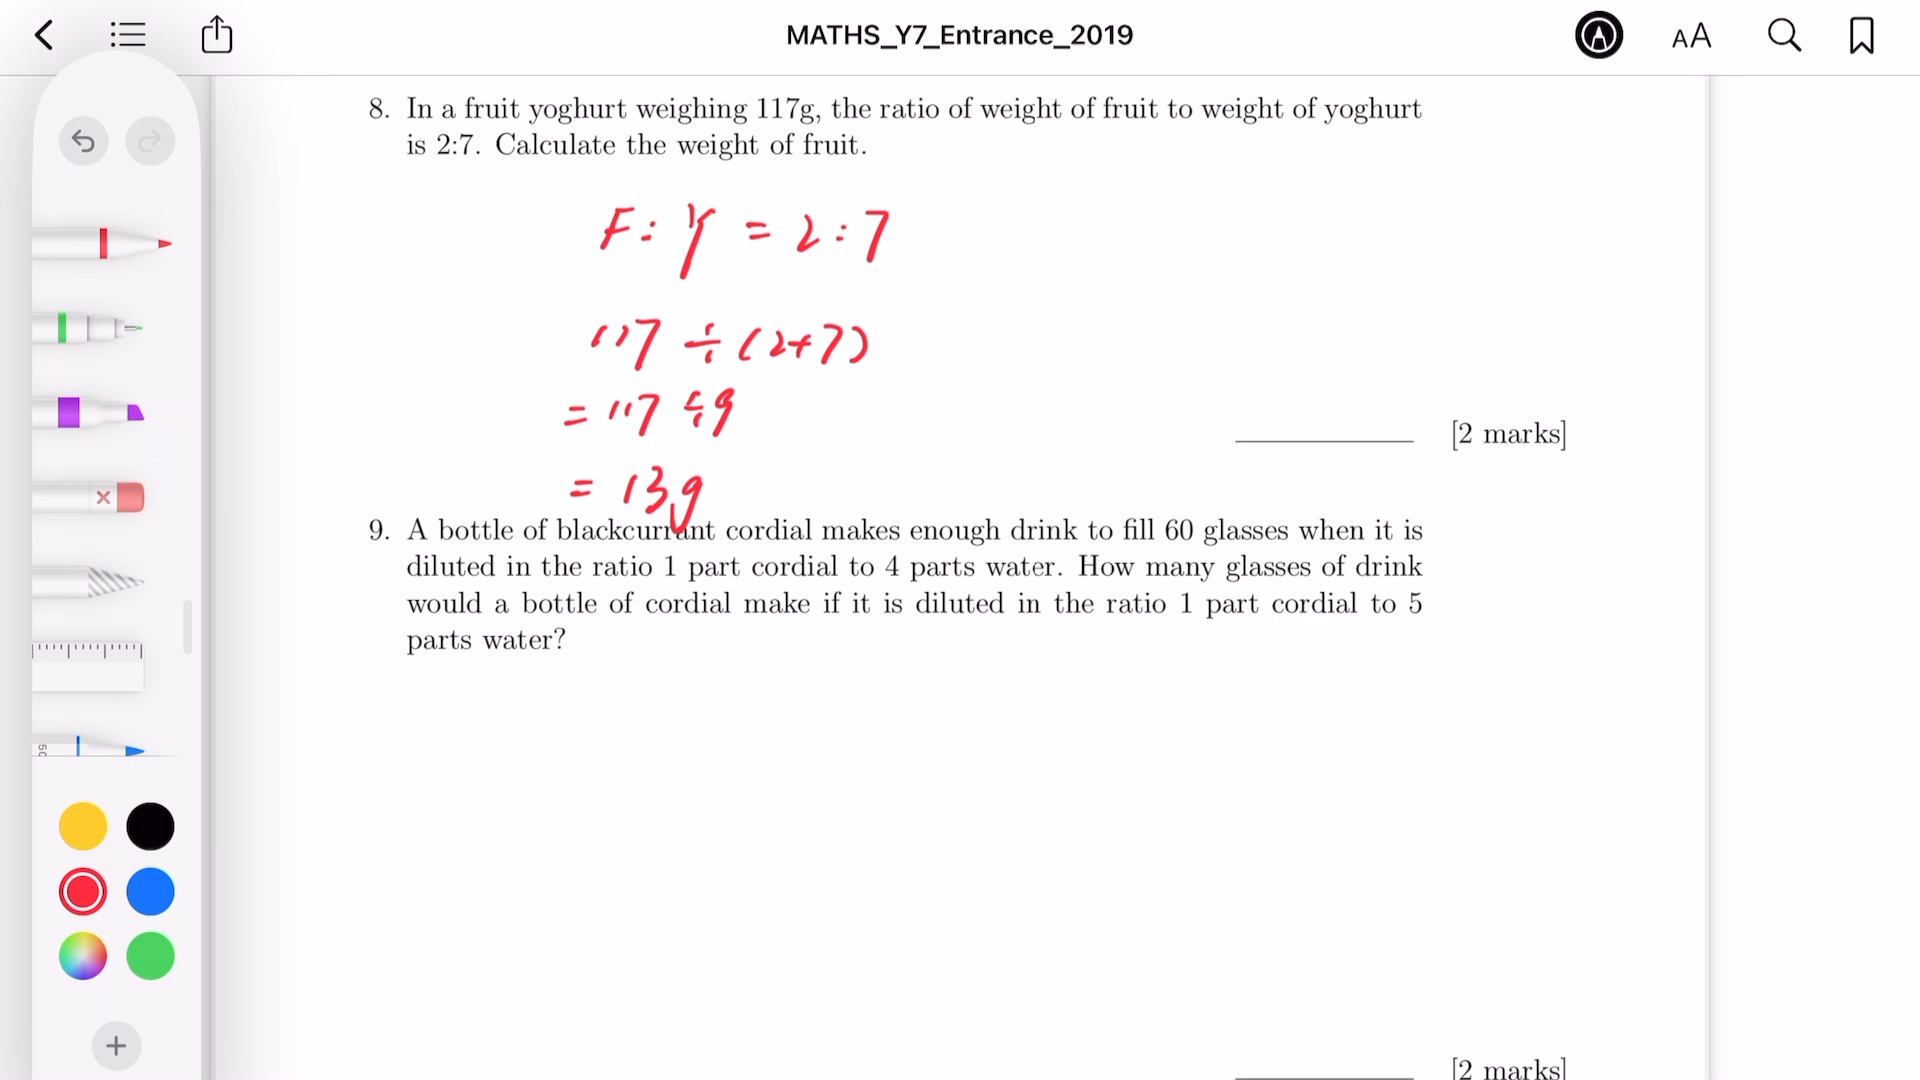 MATHS_Y7_Entrance_2019
AA
8. In a fruit yoghurt weighing 117g, the ratio of weight of fruit to weight of yoghurt
is 2:7. Calculate the weight of fruit.
F : Y = 2 : 7
117 ÷ (2+7)
= 117 ÷ 9
= 13g
[2 marks]
9. A bottle of blackcurrant cordial makes enough drink to fill 60 glasses when it is
diluted in the ratio 1 part cordial to 4 parts water. How many glasses of drink
would a bottle of cordial make if it is diluted in the ratio 1 part cordial to 5
parts water?
50
[2 marks]